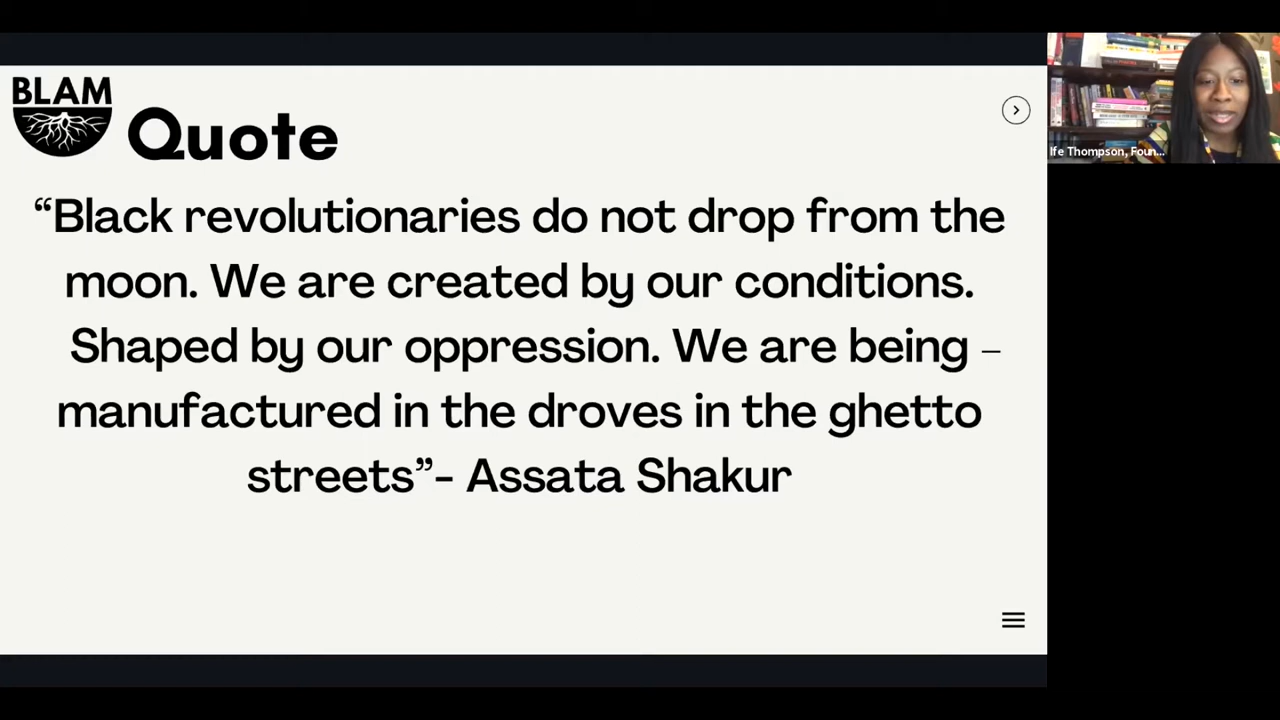 BLAM
Quote
“Black revolutionaries do not drop from the
moon. We are created by our conditions.
Shaped by our oppression. We are being –
manufactured in the droves in the ghetto
streets”- Assata Shakur
Ife Thompson, Foun...